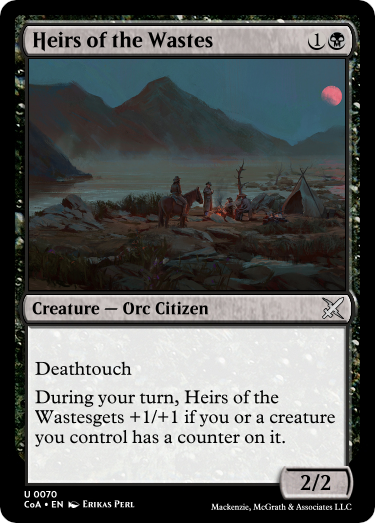 Heirs of the Wastes 1
Creature — Orc Citizen
Deathtouch
During your turn, Heirs of the
Wastesgets +1/+1 if you or a creature
you control has a counter on it.
2/2
U 0070
CoA • EN Erikas Perl
Mackenzie, McGrath & Associates LLC